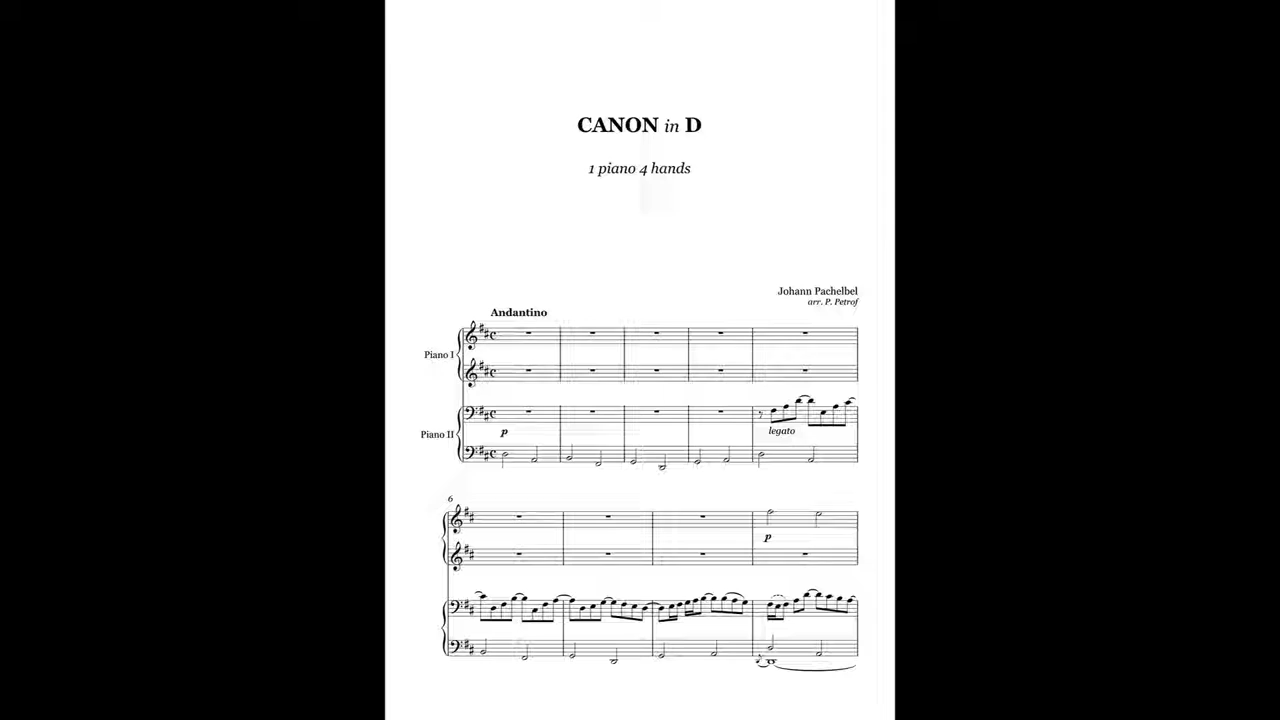 CANON in D
1 piano 4 hands
Johann Pachelbel
arr. P. Petrof
Andantino
Piano I
Piano II
p
legato
6
p